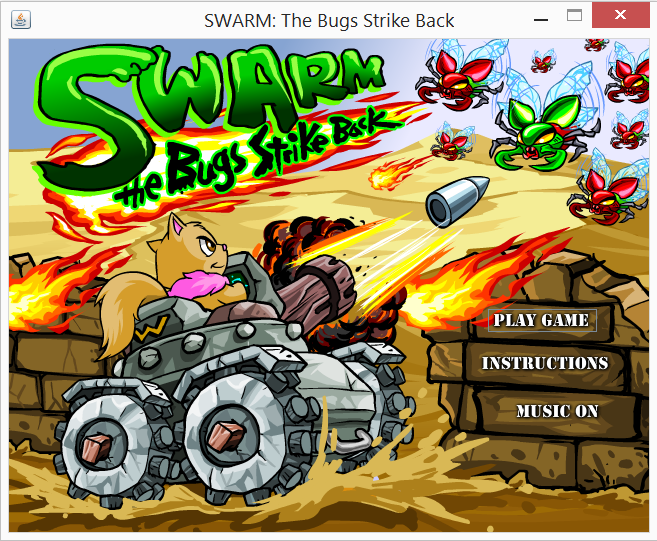 SWARM: The Bugs Strike Back
SWARM
the Bugs Strike Back
PLAY GAME
INSTRUCTIONS
MUSIC ON